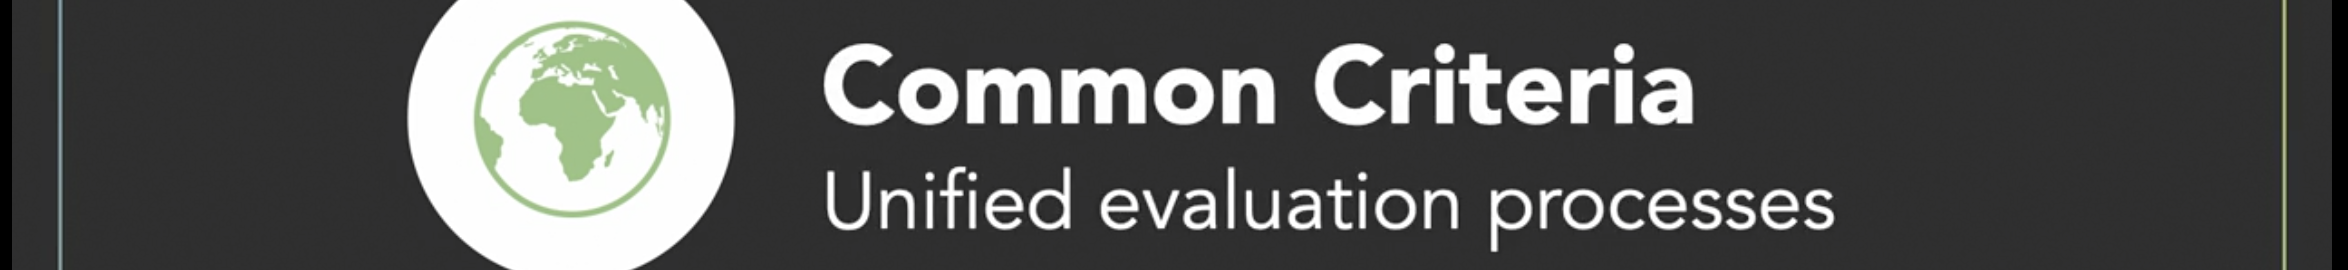 Common Criteria
Unified evaluation processes